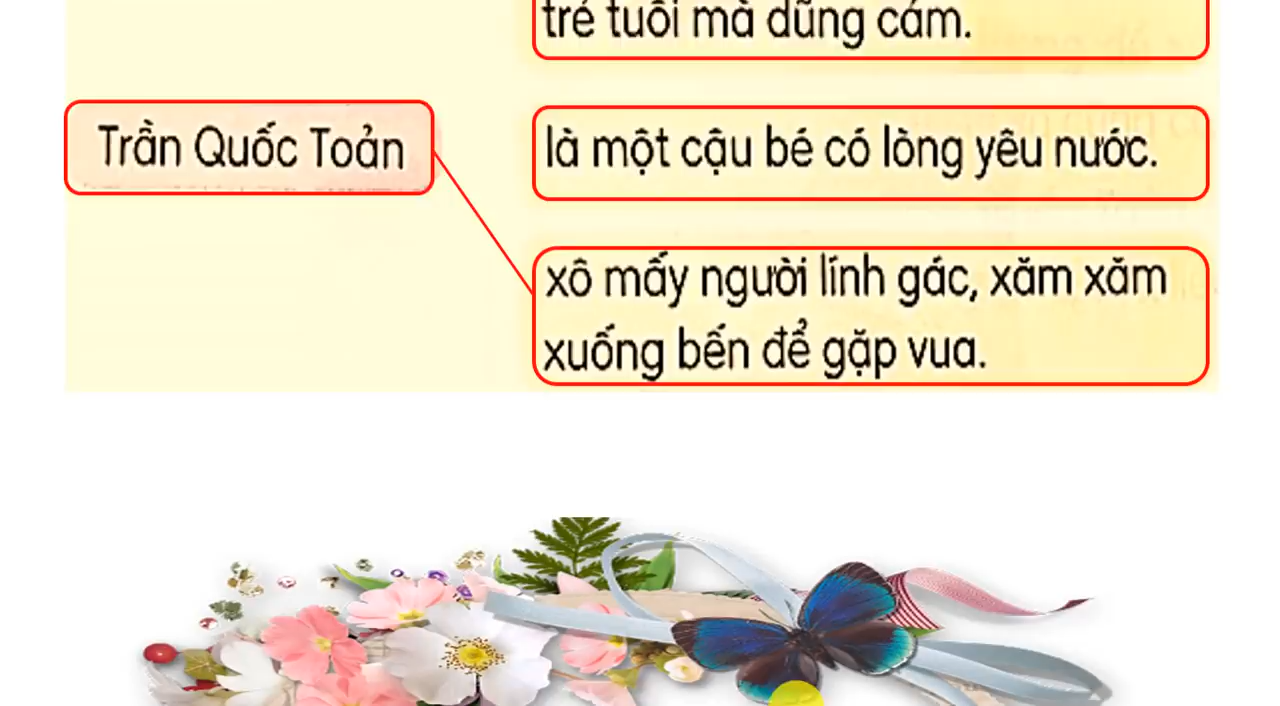 trẻ tuổi mà dũng cảm.
Trần Quốc Toản
là một cậu bé có lòng yêu nước.
xô mấy người lính gác, xăm xăm
xuống bến để gặp vua.